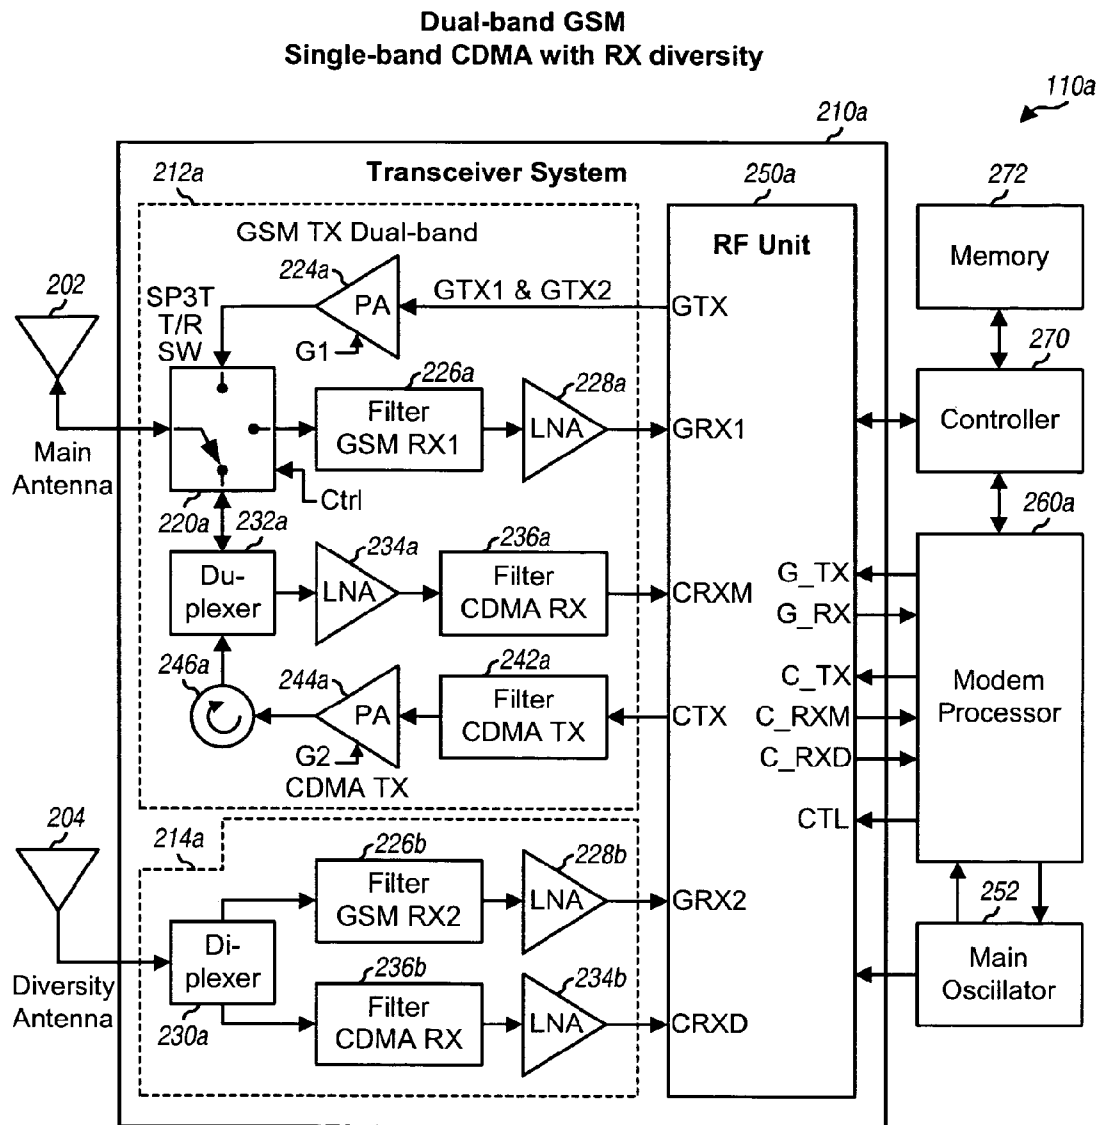 Dual-band GSM
Single-band CDMA with RX diversity
110a
210a
Transceiver System
212a
250a
272
GSM TX Dual-band
RF Unit
Memory
224a
202
SP3T
T/R
SW
PA
GTX1 & GTX2
GTX
G1
270
226a
228a
Filter
GSM RX1
LNA
GRX1
Controller
Main
Antenna
Ctrl
220a
232a
260a
234a
236a
Du-
plexer
LNA
Filter
CDMA RX
CRXM
G_TX
G_RX
246a
244a
242a
C_TX
Modem
Processor
PA
Filter
CDMA TX
CTX
C_RXM
G2
CDMA TX
C_RXD
204
CTL
214a
226b
228b
Filter
GSM RX2
LNA
GRX2
252
Di-
plexer
Main
Oscillator
Diversity
Antenna
230a
236b
234b
Filter
CDMA RX
LNA
CRXD